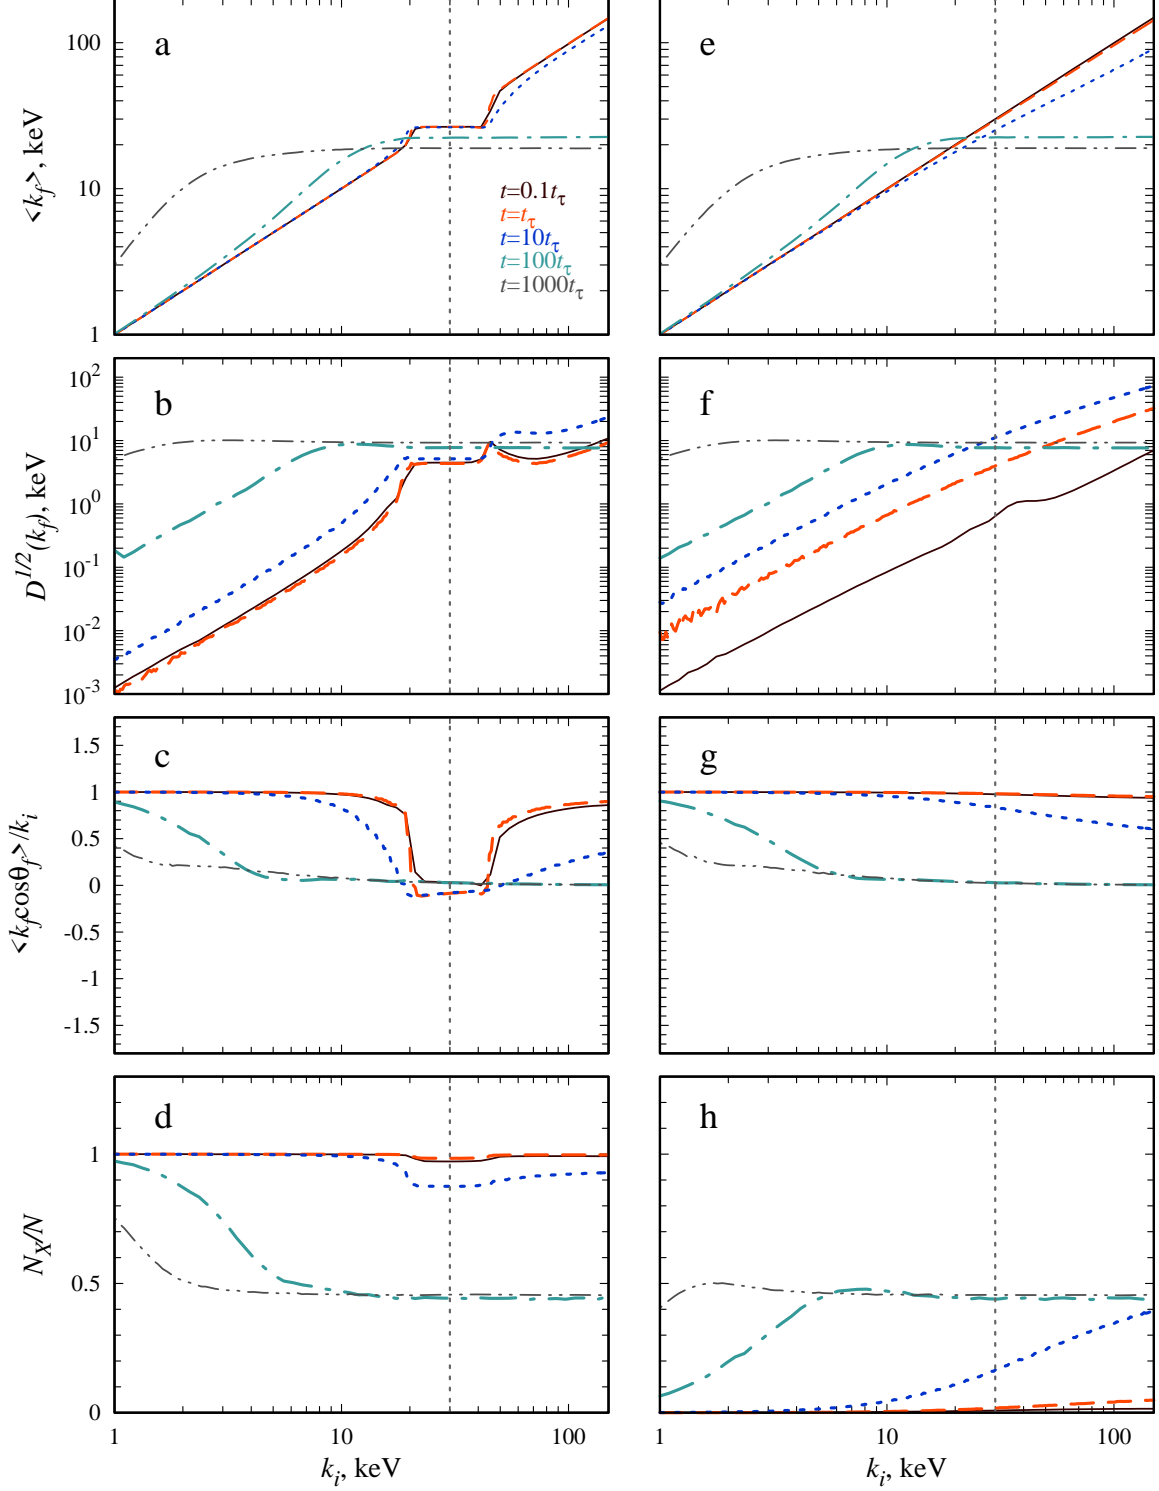 a
e
100
10
1
<k_f>, keV
t=0.1t_τ
t=t_τ
t=10t_τ
t=100t_τ
t=1000t_τ
b
f
10^2
10^1
10^0
10^-1
10^-2
10^-3
D^1/2(k_f), keV
c
g
1.5
1
0.5
0
-0.5
-1
-1.5
<k_f cosθ_f>/k_i
d
h
1
0.5
0
N_X/N
1 10 100 1 10 100
k_i, keV k_i, keV